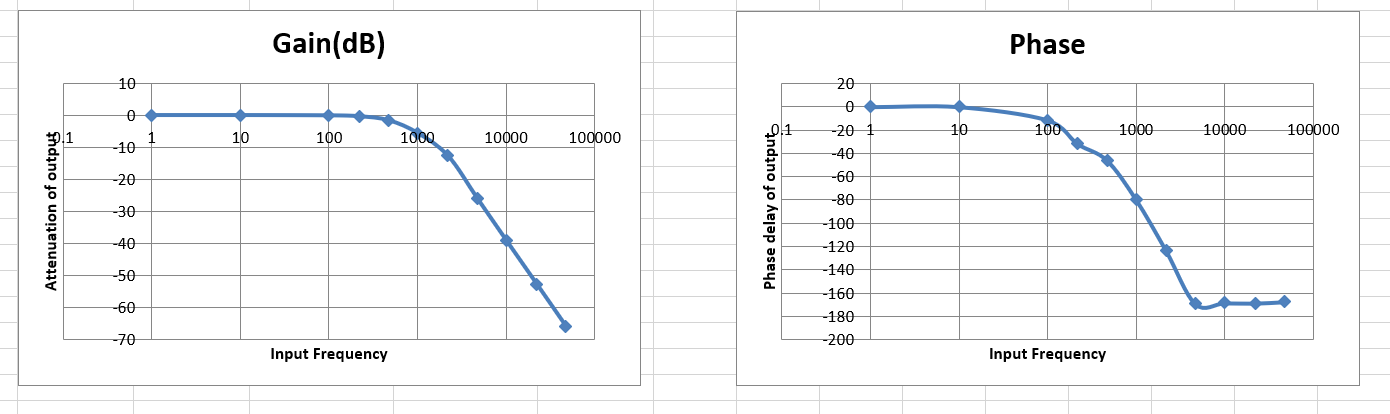 Gain(dB)
10
0
-10
-20
-30
-40
-50
-60
-70
0.1 1 10 100 1000 10000 100000
Attenuation of output
Input Frequency
Phase
20
0
-20
-40
-60
-80
-100
-120
-140
-160
-180
-200
0.1 1 10 100 1000 10000 100000
Phase delay of output
Input Frequency